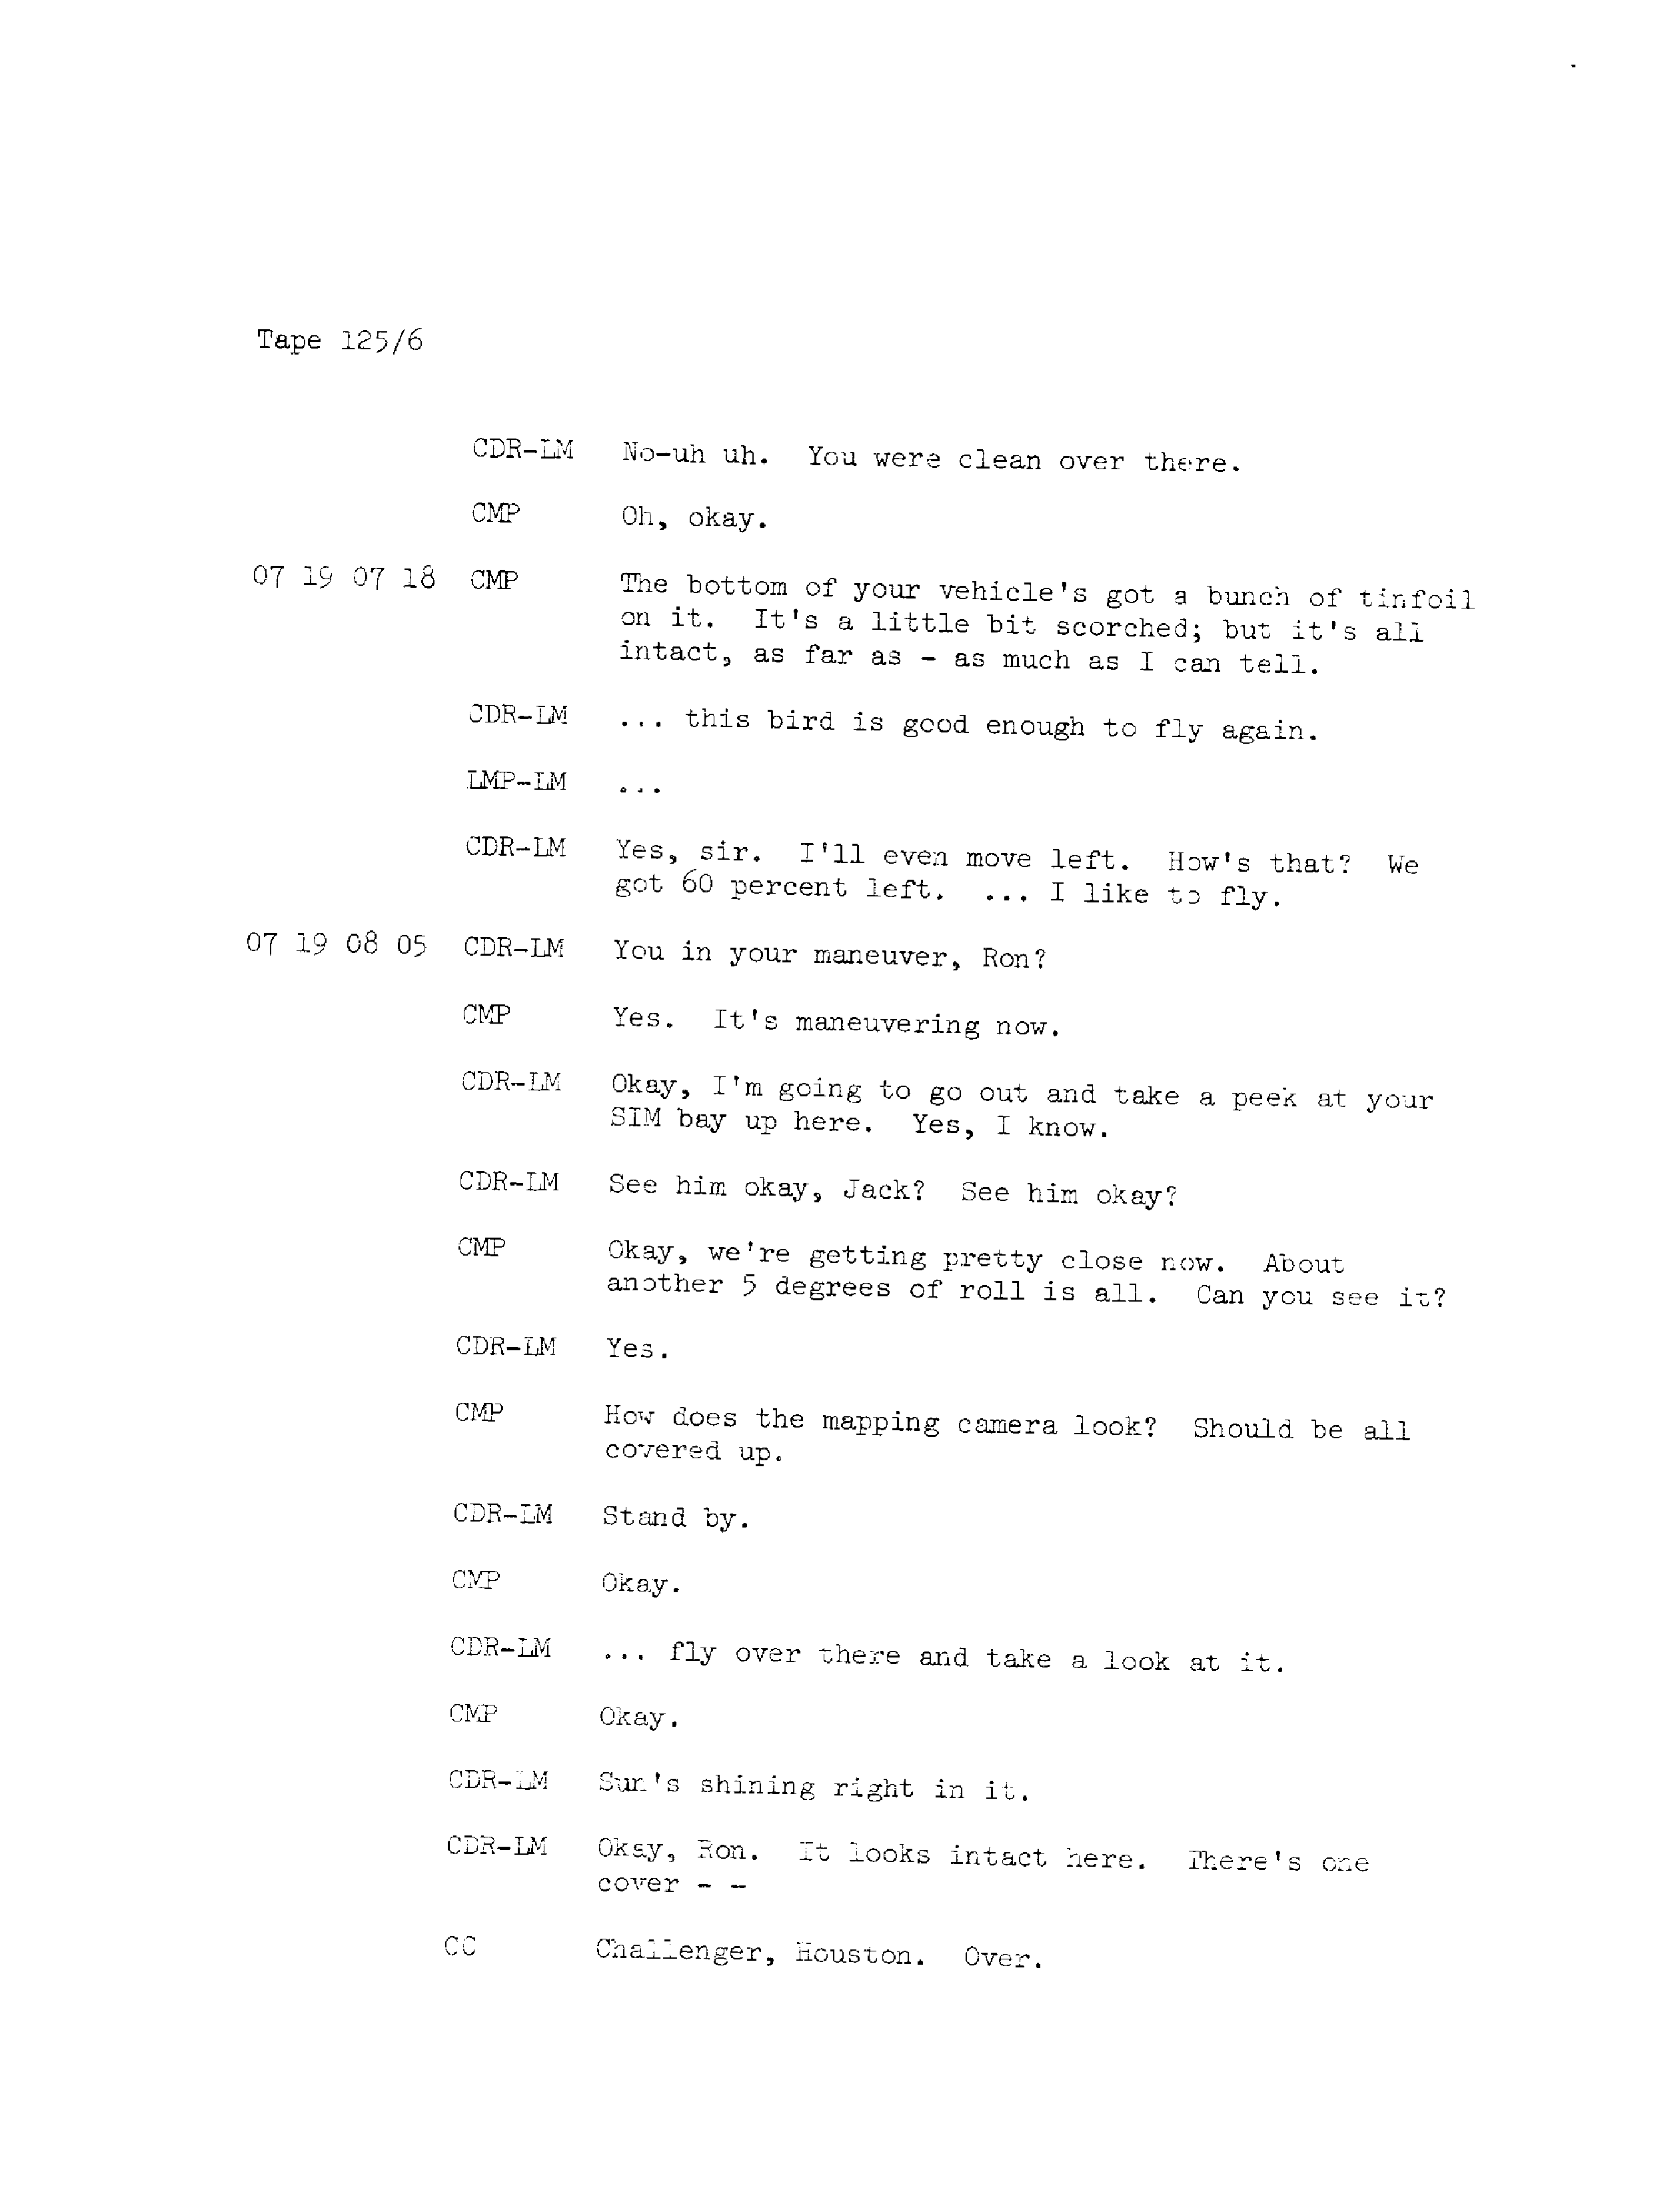 Tape 125/6
CDR-LM No-uh uh. You were clean over there.
CMP Oh, okay.
07 19 07 18 CMP The bottom of your vehicle's got a bunch of tinfoil
on it. It's a little bit scorched; but it's all
intact, as far as - as much as I can tell.
CDR-LM ... this bird is good enough to fly again.
LMP-LM ...
CDR-LM Yes, sir. I'll even move left. How's that? We
got 60 percent left. ... I like to fly.
07 19 08 05 CDR-LM You in your maneuver, Ron?
CMP Yes. It's maneuvering now.
CDR-LM Okay, I'm going to go out and take a peek at your
SIM bay up here. Yes, I know.
CDR-LM See him okay, Jack? See him okay?
CMP Okay, we're getting pretty close now. About
another 5 degrees of roll is all. Can you see it?
CDR-LM Yes.
CMP How does the mapping camera look? Should be all
covered up.
CDR-LM Stand by.
CMP Okay.
CDR-LM ... fly over there and take a look at it.
CMP Okay.
CDR-LM Sun's shining right in it.
CDR-LM Okay, Ron. It looks intact here. There's one
cover - -
CC Challenger, Houston. Over.